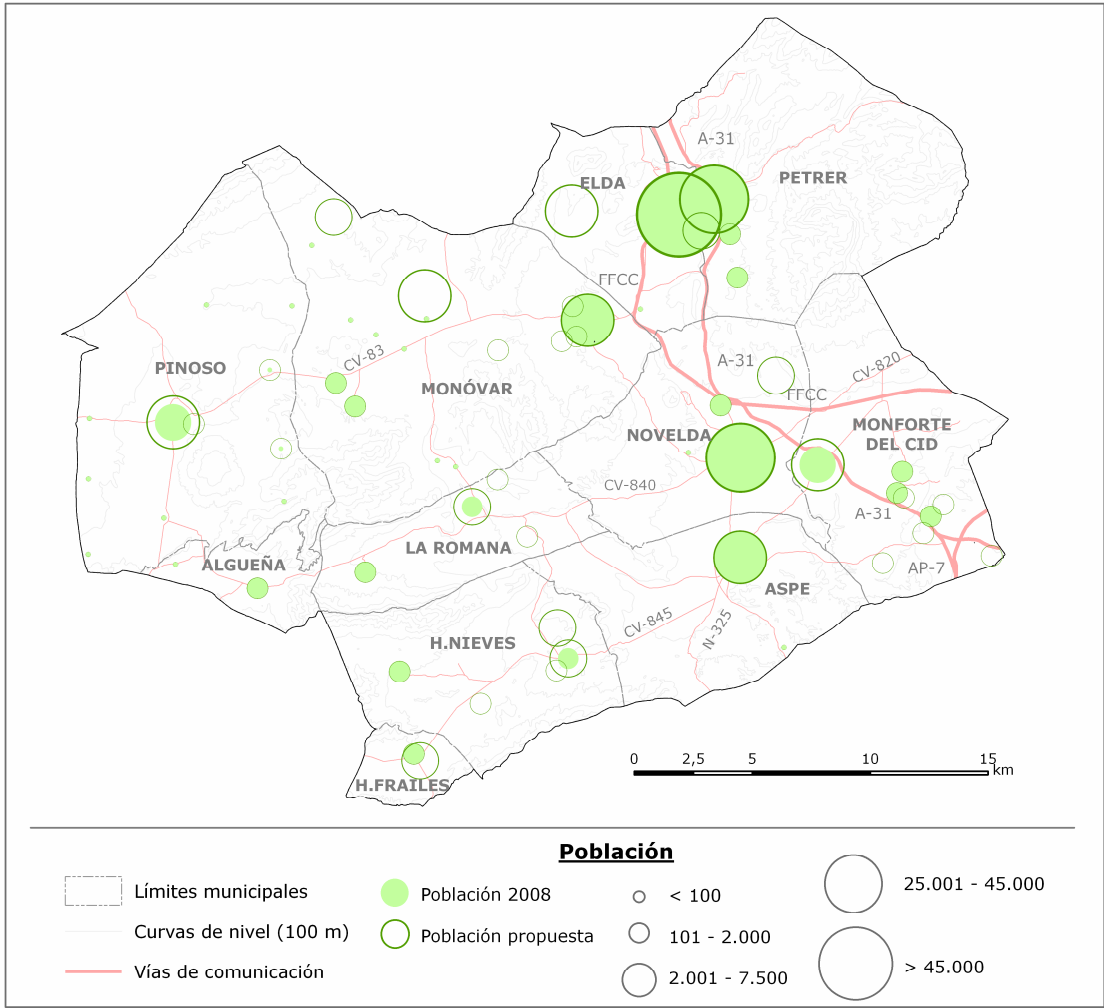 A-31
ELDA
PETRER
FFCC
PINOSO
CV-83
MONÓVAR
A-31
CV-820
FFCC
NOVELDA
MONFORTE
DEL CID
CV-840
A-31
LA ROMANA
ALGUEÑA
AP-7
ASPE
H.NIEVES
CV-845
N-325
H.FRAILES
0 2,5 5 10 15
km
Población
Límites municipales
Curvas de nivel (100 m)
Vías de comunicación
Población 2008
Población propuesta
< 100
101 - 2.000
2.001 - 7.500
25.001 - 45.000
> 45.000